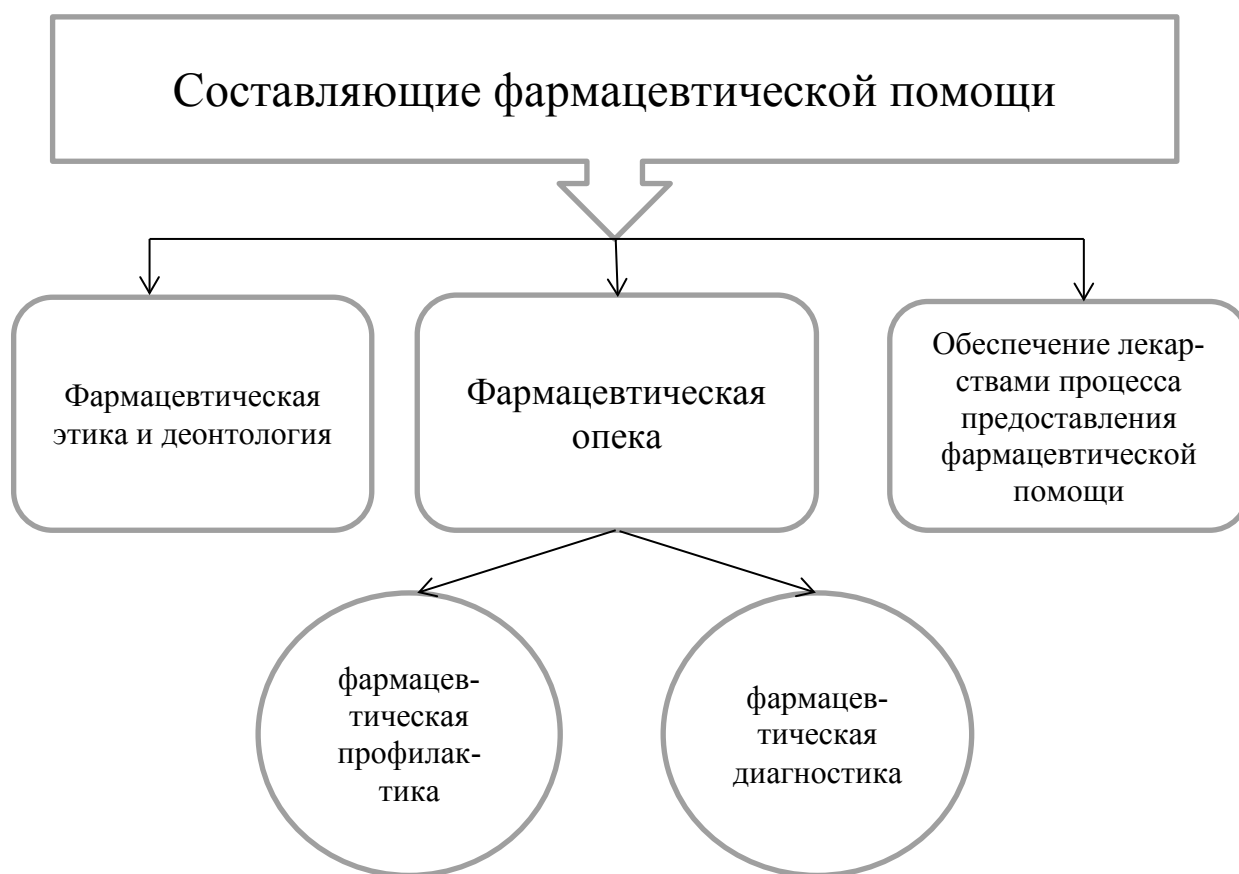 Составляющие фармацевтической помощи
Фармацевтическая
этика и деонтология
Фармацевтическая
опека
Обеспечение лекар-
ствами процесса
предоставления
фармацевтической
помощи
фармацев-
тическая
профилак-
тика
фармацев-
тическая
диагностика